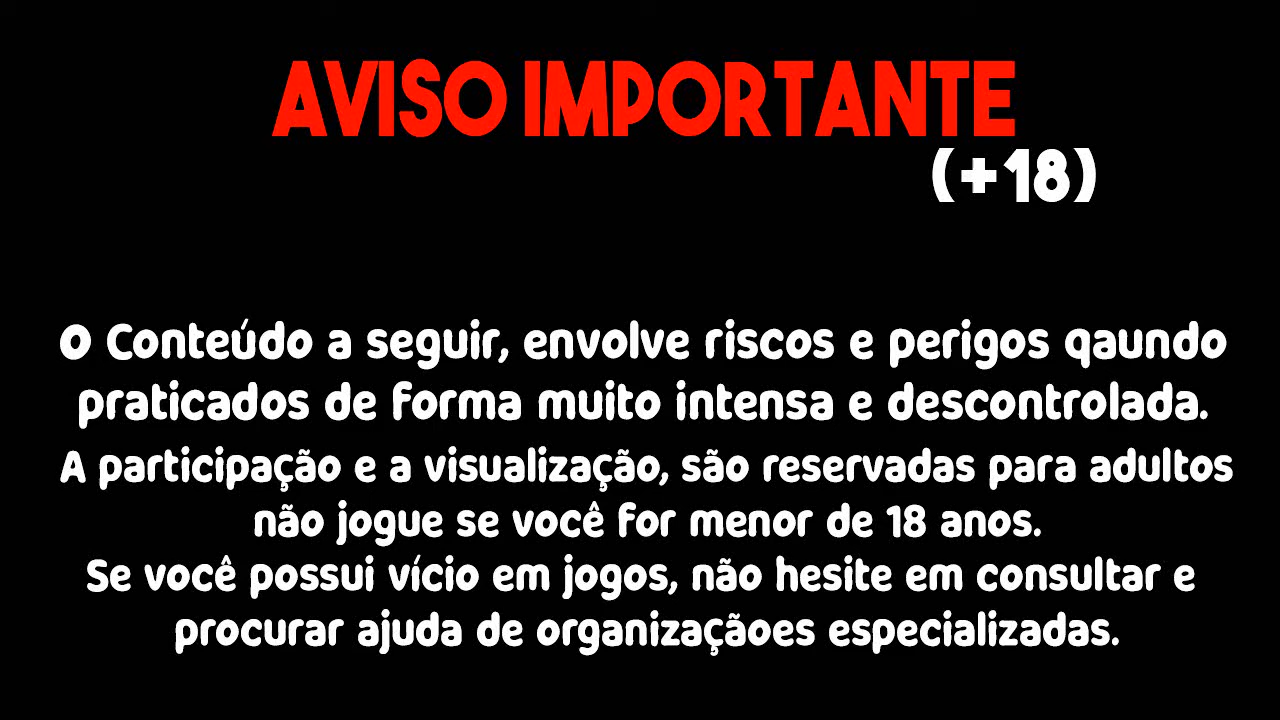 AVISO IMPORTANTE
(+18)
O Conteúdo a seguir, envolve riscos e perigos qaundo
praticados de forma muito intensa e descontrolada.
A participação e a visualização, são reservadas para adultos
não jogue se você for menor de 18 anos.
Se você possui vício em jogos, não hesite em consultar e
procurar ajuda de organizaçãoes especializadas.